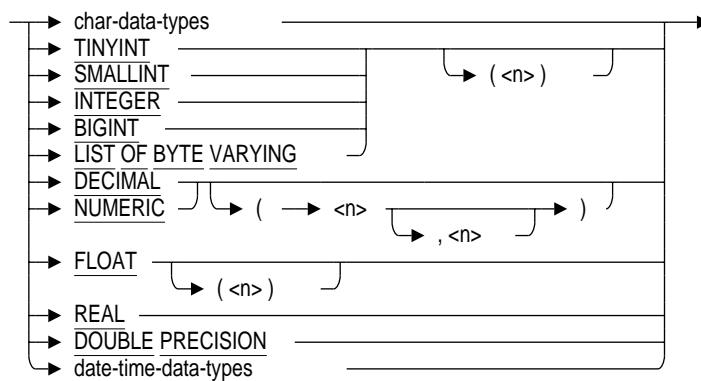 char-data-types
TINYINT
SMALLINT
( <n> )
INTEGER
BIGINT
LIST OF BYTE VARYING
DECIMAL
NUMERIC
( <n> )
, <n>
FLOAT
( <n> )
REAL
DOUBLE PRECISION
date-time-data-types